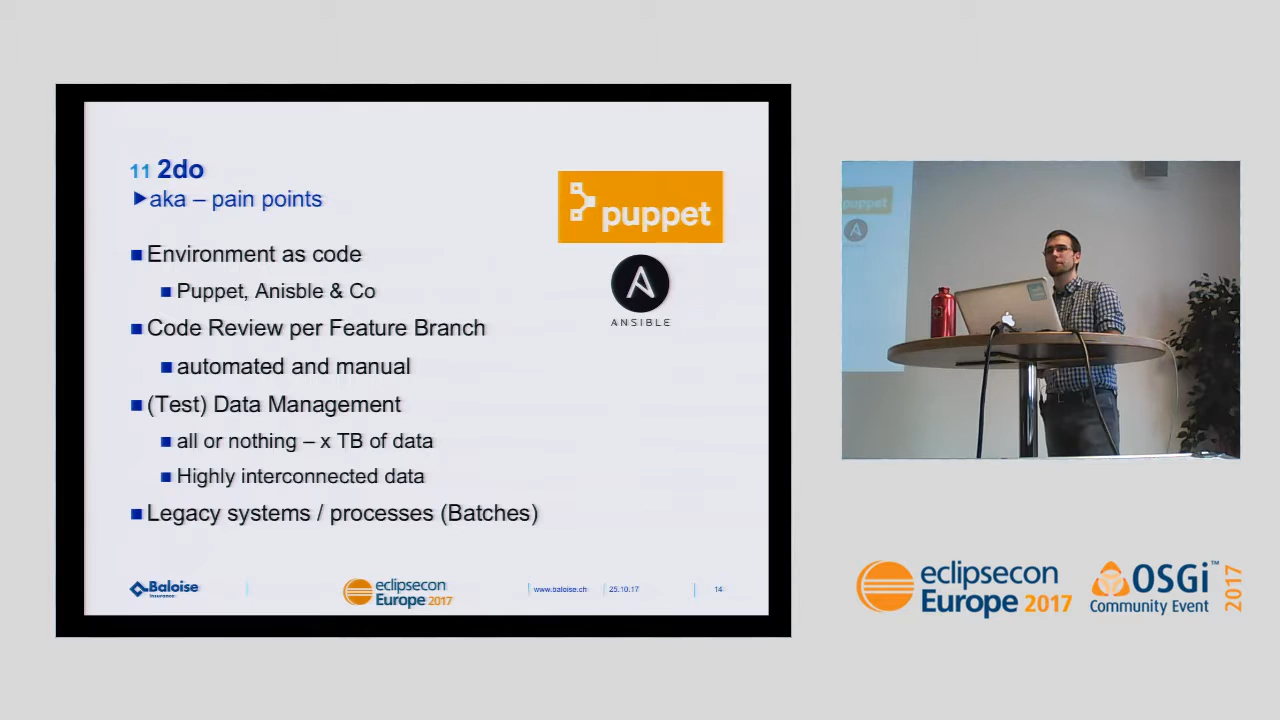 11 2do
aka – pain points
Environment as code
Puppet, Anisble & Co
Code Review per Feature Branch
automated and manual
(Test) Data Management
all or nothing – x TB of data
Highly interconnected data
Legacy systems / processes (Batches)
puppet
ANSIBLE
Baloise
Insurance
eclipsecon
Europe 2017
www.baloise.ch
25.10.17
14
puppet
eclipsecon
Europe 2017
OSGi™
Community Event
2017